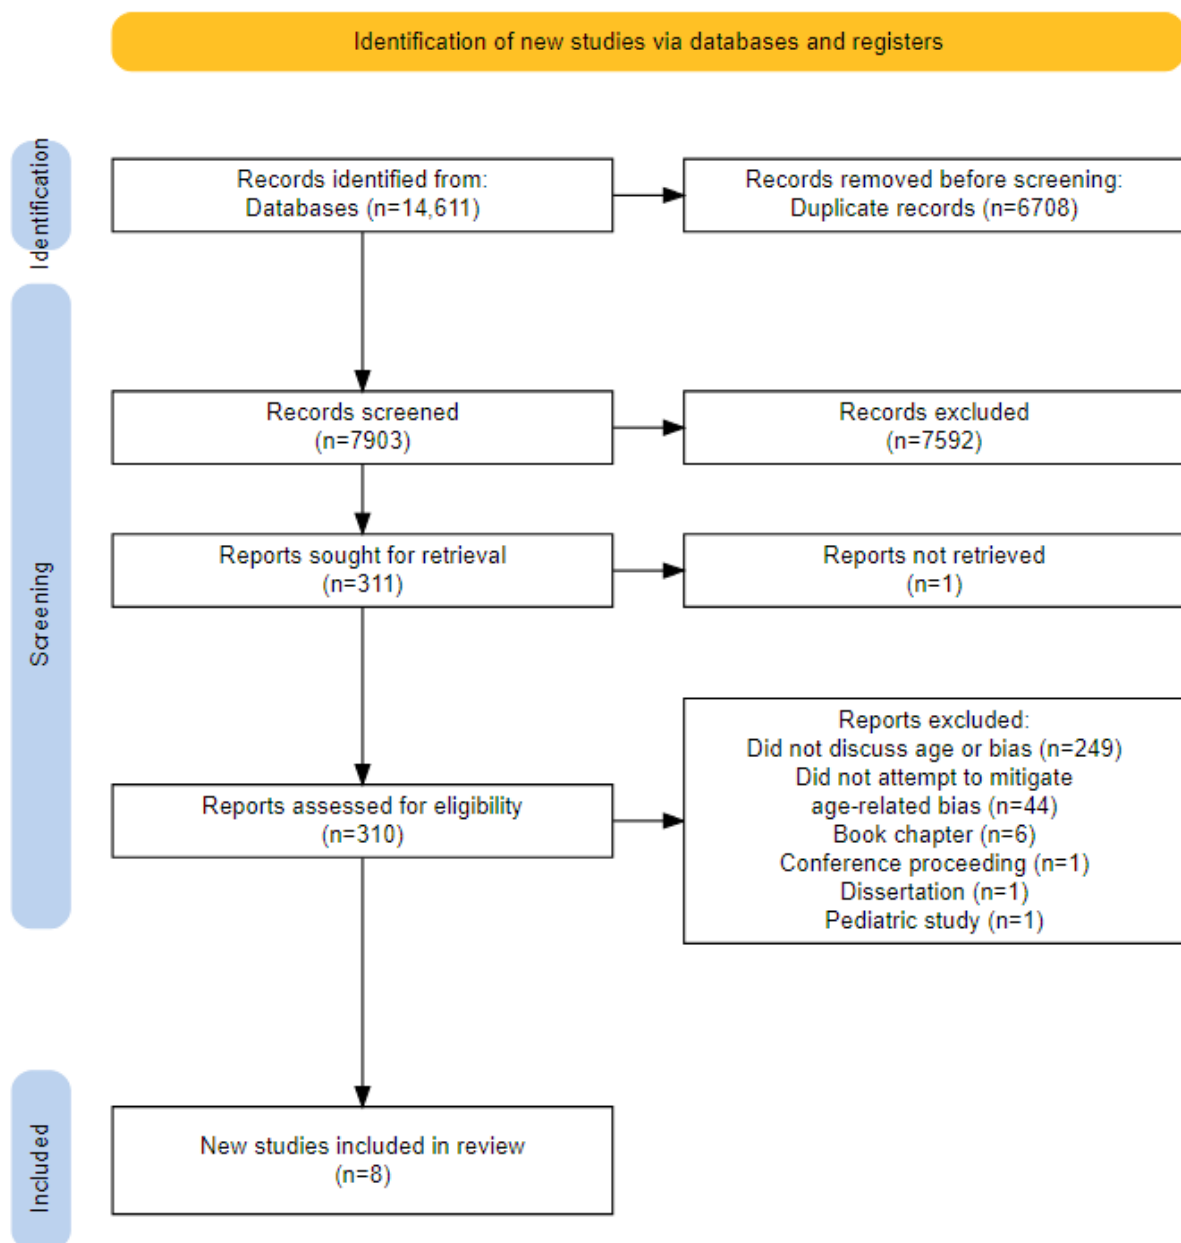 Identification of new studies via databases and registers
Identification
Records identified from:
Databases (n=14,611)
Records removed before screening:
Duplicate records (n=6708)
Screening
Records screened
(n=7903)
Records excluded
(n=7592)
Reports sought for retrieval
(n=311)
Reports not retrieved
(n=1)
Reports assessed for eligibility
(n=310)
Reports excluded:
Did not discuss age or bias (n=249)
Did not attempt to mitigate
age-related bias (n=44)
Book chapter (n=6)
Conference proceeding (n=1)
Dissertation (n=1)
Pediatric study (n=1)
Included
New studies included in review
(n=8)